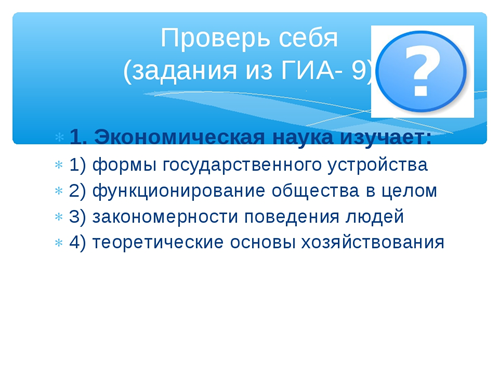 Проверь себя
(задания из ГИА- 9)
?
1. Экономическая наука изучает:
1) формы государственного устройства
2) функционирование общества в целом
3) закономерности поведения людей
4) теоретические основы хозяйствования